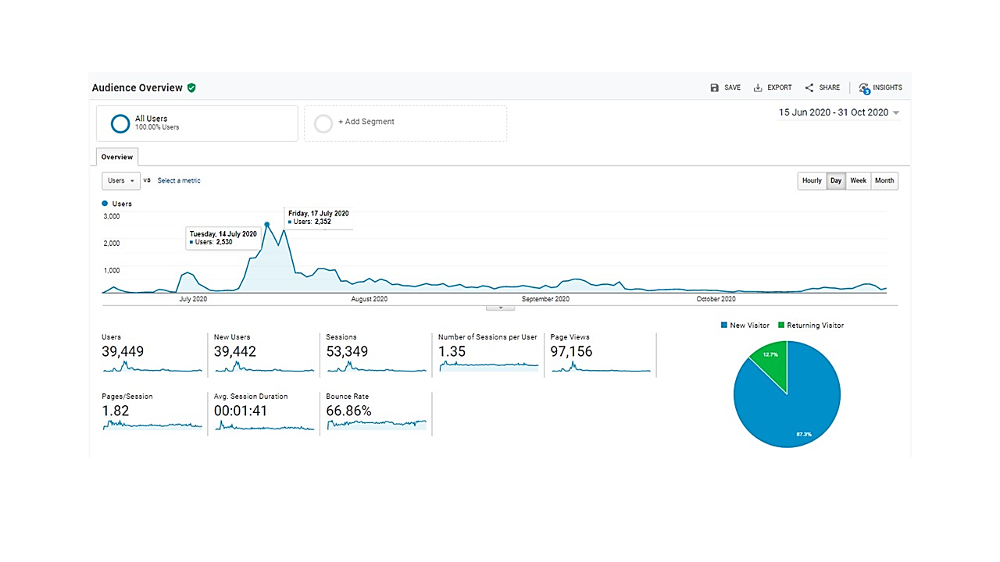 Audience Overview
SAVE EXPORT SHARE INSIGHTS
3
All Users
100.00% Users
+ Add Segment
15 Jun 2020 - 31 Oct 2020
Overview
Users VS Select a metric
Hourly Day Week Month
Users
3,000
2,000
1,000
Tuesday, 14 July 2020
Users: 2,530
Friday, 17 July 2020
Users: 2,352
July 2020 August 2020 September 2020 October 2020
Users
39,449
New Users
39,442
Sessions
53,349
Number of Sessions per User
1.35
Page Views
97,156
Pages/Session
1.82
Avg. Session Duration
00:01:41
Bounce Rate
66.86%
New Visitor Returning Visitor
12.7%
87.3%